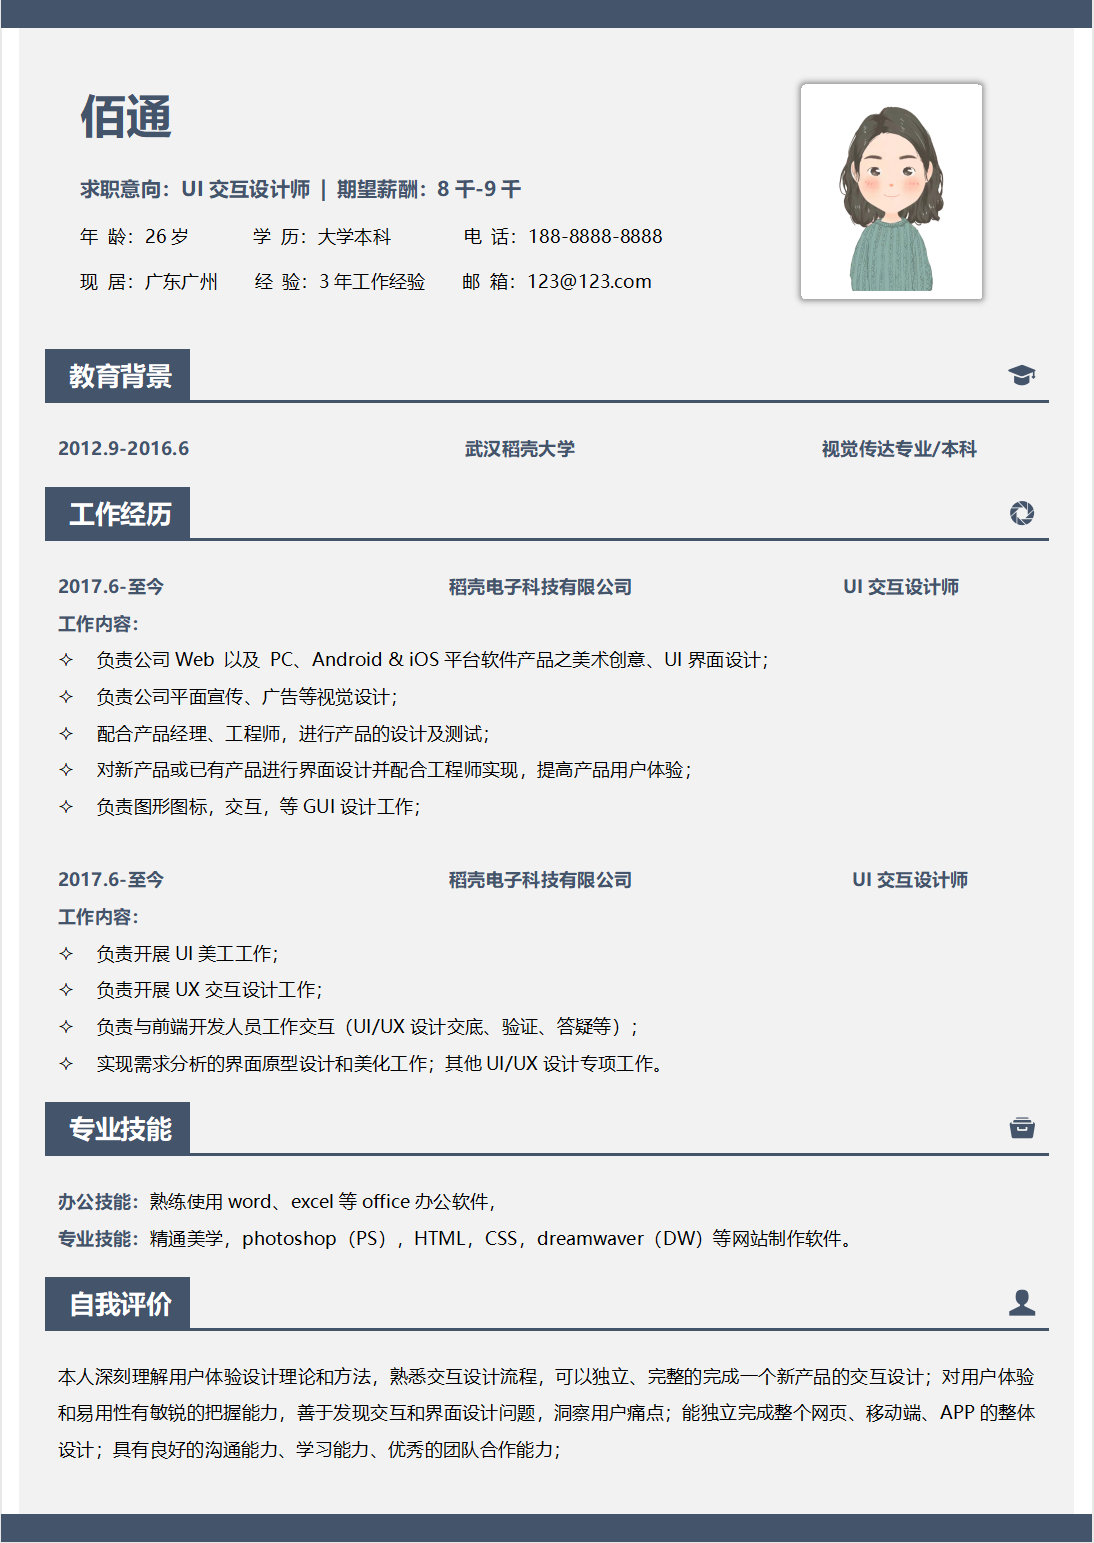 佰通
求职意向：UI 交互设计师 | 期望薪酬：8 千-9 千
年 龄：26 岁 学 历：大学本科 电 话：188-8888-8888
现 居：广东广州 经 验：3 年工作经验 邮 箱：123@123.com
教育背景
2012.9-2016.6 武汉稻壳大学 视觉传达专业/本科
工作经历
2017.6-至今 稻壳电子科技有限公司 UI 交互设计师
工作内容：
✧ 负责公司 Web 以及 PC、Android & iOS 平台软件产品之美术创意、UI 界面设计；
✧ 负责公司平面宣传、广告等视觉设计；
✧ 配合产品经理、工程师，进行产品的设计及测试；
✧ 对新产品或已有产品进行界面设计并配合工程师实现，提高产品用户体验；
✧ 负责图形图标，交互，等 GUI 设计工作；
2017.6-至今 稻壳电子科技有限公司 UI 交互设计师
工作内容：
✧ 负责开展 UI 美工工作；
✧ 负责开展 UX 交互设计工作；
✧ 负责与前端开发人员工作交互（UI/UX 设计交底、验证、答疑等）；
✧ 实现需求分析的界面原型设计和美化工作；其他 UI/UX 设计专项工作。
专业技能
办公技能：熟练使用 word、excel 等 office 办公软件，
专业技能：精通美学，photoshop（PS），HTML，CSS，dreamwaver（DW）等网站制作软件。
自我评价
本人深刻理解用户体验设计理论和方法，熟悉交互设计流程，可以独立、完整的完成一个新产品的交互设计；对用户体验
和易用性有敏锐的把握能力，善于发现交互和界面设计问题，洞察用户痛点；能独立完成整个网页、移动端、APP 的整体
设计；具有良好的沟通能力、学习能力、优秀的团队合作能力；